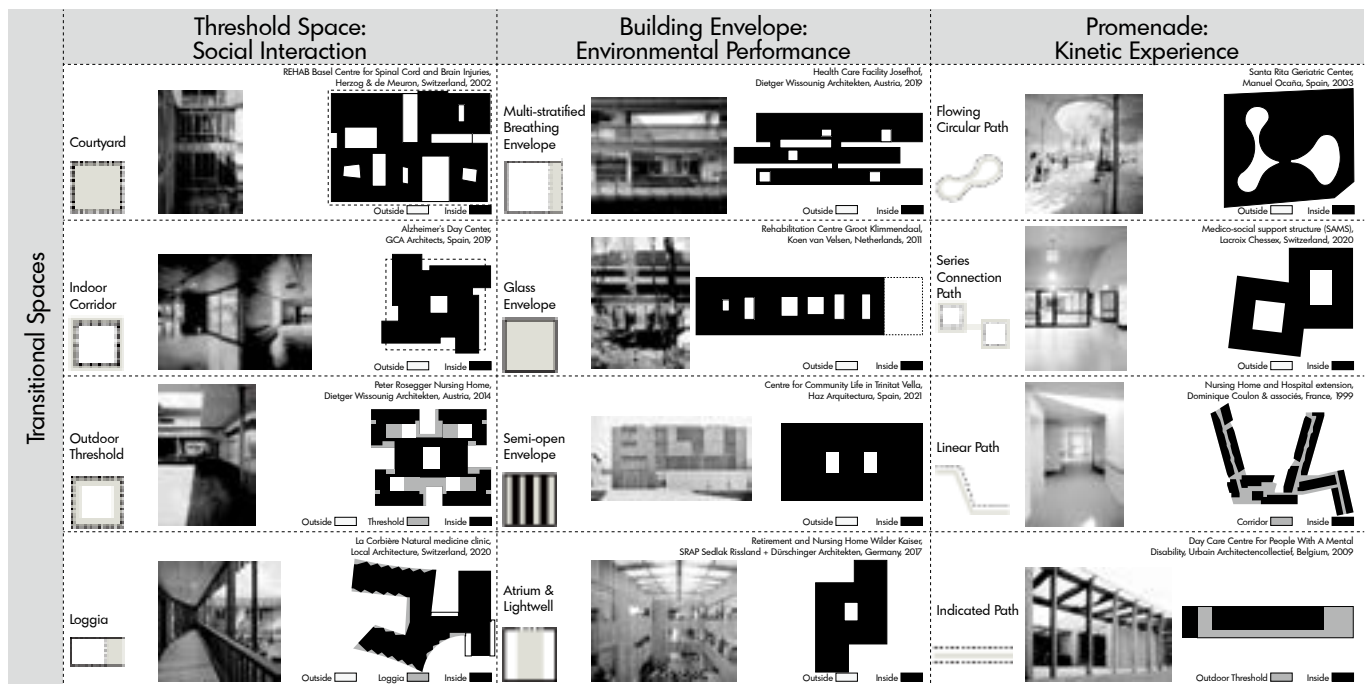 Transitional Spaces
Threshold Space:
Social Interaction
Building Envelope:
Environmental Performance
Promenade:
Kinetic Experience
Courtyard
REHAB Basel Centre for Spinal Cord and Brain Injuries,
Herzog & de Meuron, Switzerland, 2002
Outside Inside
Multi-stratified
Breathing
Envelope
Health Care Facility Josefhof,
Dietger Wissounig Architekten, Austria, 2019
Outside Inside
Flowing
Circular Path
Santa Rita Geriatric Center,
Manuel Ocaña, Spain, 2003
Outside Inside
Indoor
Corridor
Alzheimer's Day Center,
GCA Architects, Spain, 2019
Outside Inside
Glass
Envelope
Rehabilitation Centre Groot Klimmendaal,
Koen van Velsen, Netherlands, 2011
Outside Inside
Series
Connection
Path
Medico-social support structure (SAMS),
Lacroix Chessex, Switzerland, 2020
Outside Inside
Outdoor
Threshold
Peter Rosegger Nursing Home,
Dietger Wissounig Architekten, Austria, 2014
Outside Threshold Inside
Semi-open
Envelope
Centre for Community Life in Trinitat Vella,
Haz Arquitectura, Spain, 2021
Outside Inside
Linear Path
Nursing Home and Hospital extension,
Dominique Coulon & associés, France, 1999
Corridor Inside
Loggia
La Corbière Natural medicine clinic,
Local Architecture, Switzerland, 2020
Outside Loggia Inside
Atrium &
Lightwell
Retirement and Nursing Home Wilder Kaiser,
SRAP Sedlak Rissland + Dürschinger Architekten, Germany, 2017
Outside Inside
Indicated Path
Day Care Centre For People With A Mental
Disability, Urbain Architectencollectief, Belgium, 2009
Outdoor Threshold Inside